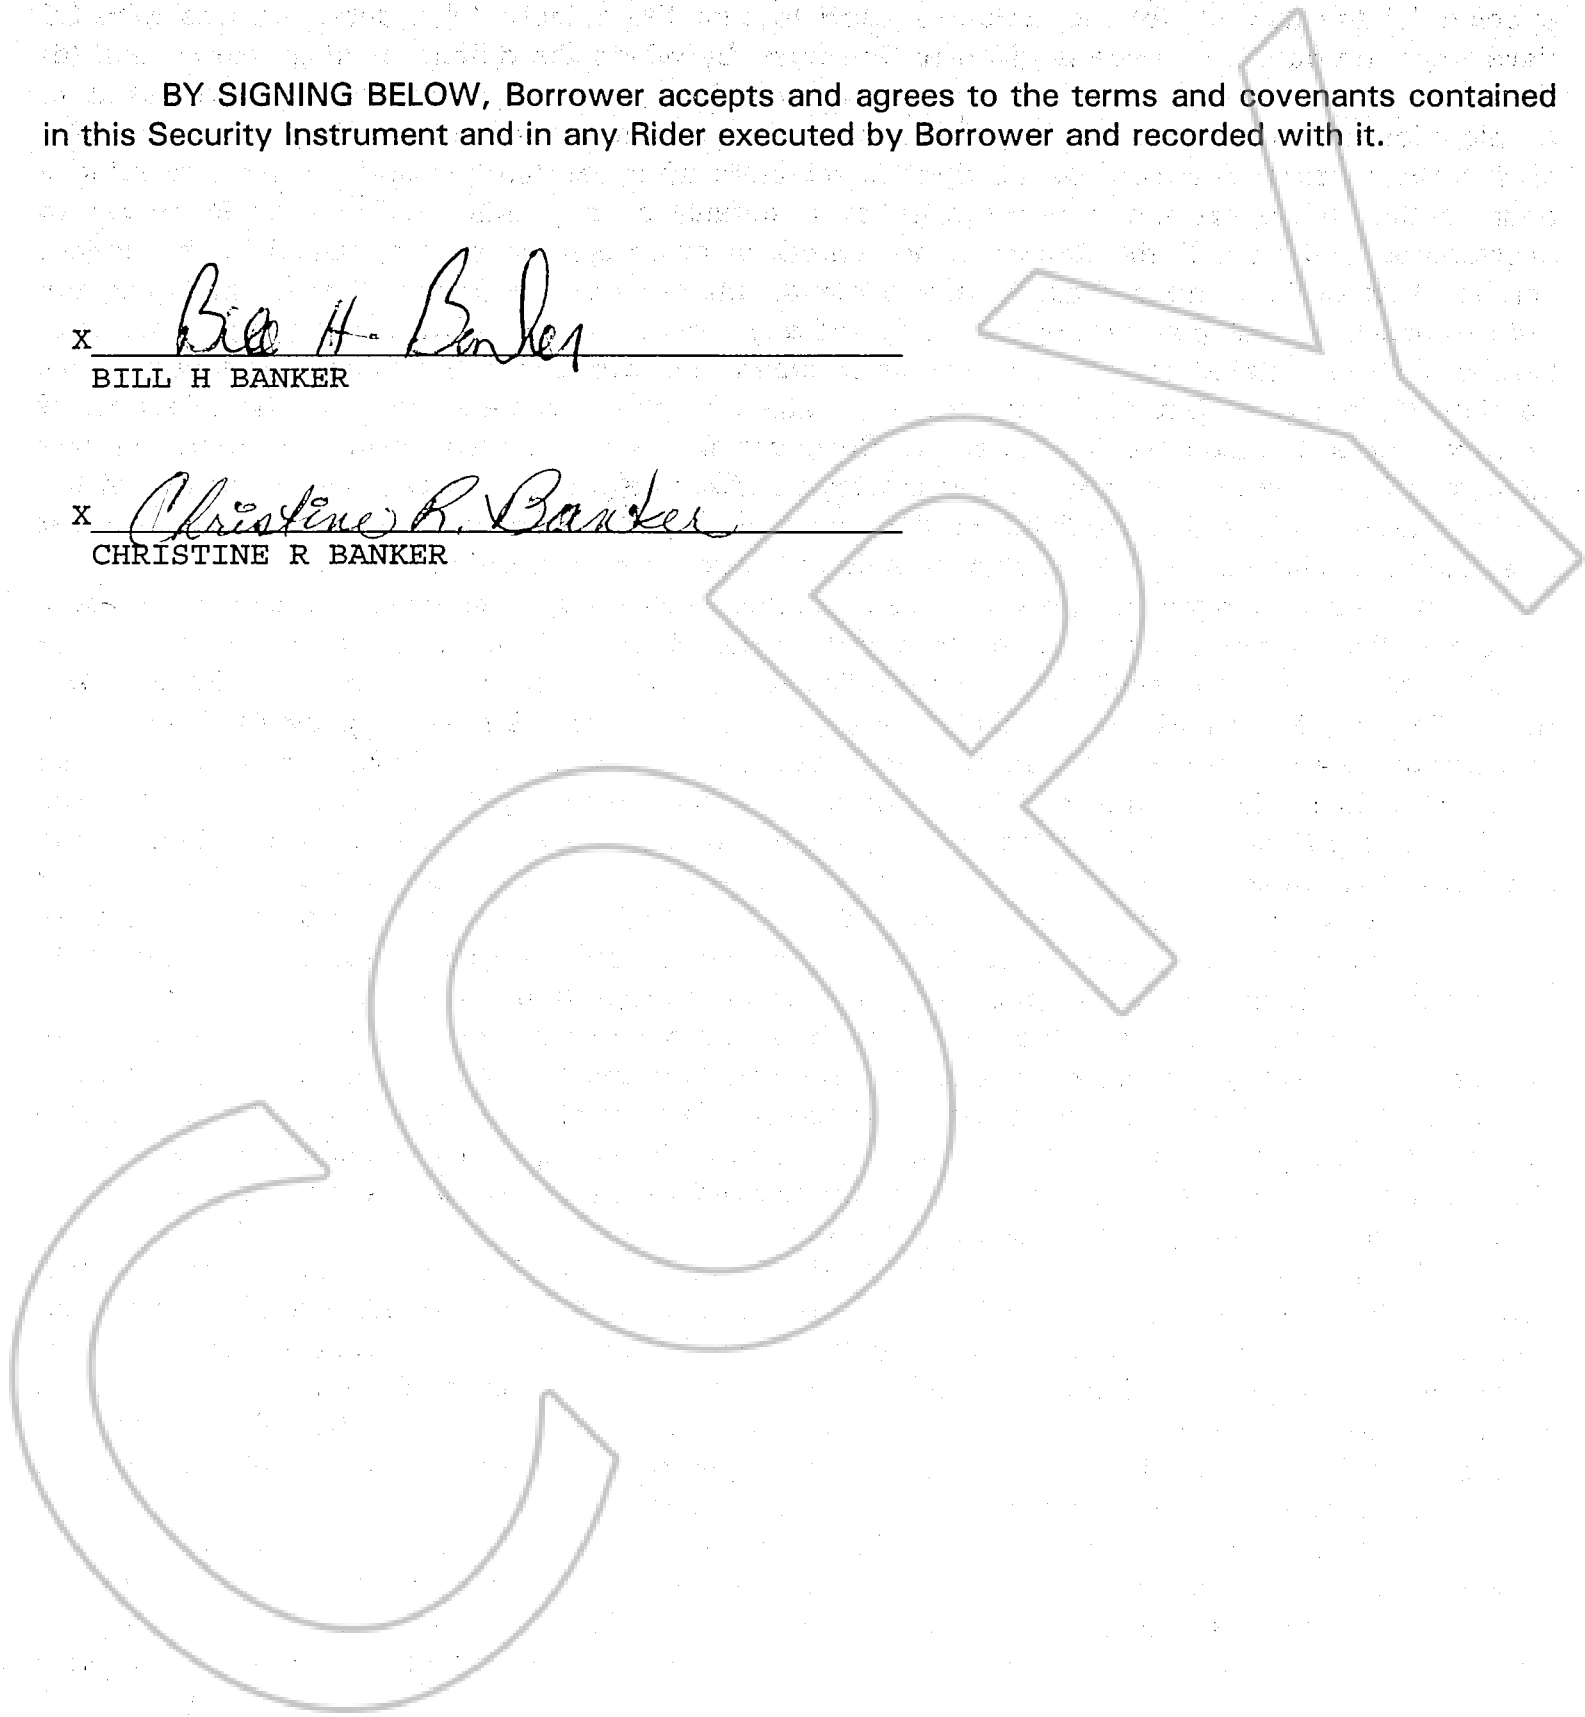 BY SIGNING BELOW, Borrower accepts and agrees to the terms and covenants contained
in this Security Instrument and in any Rider executed by Borrower and recorded with it.
x Bill H. Banker
BILL H BANKER
x Christine R. Banker
CHRISTINE R BANKER
COPY